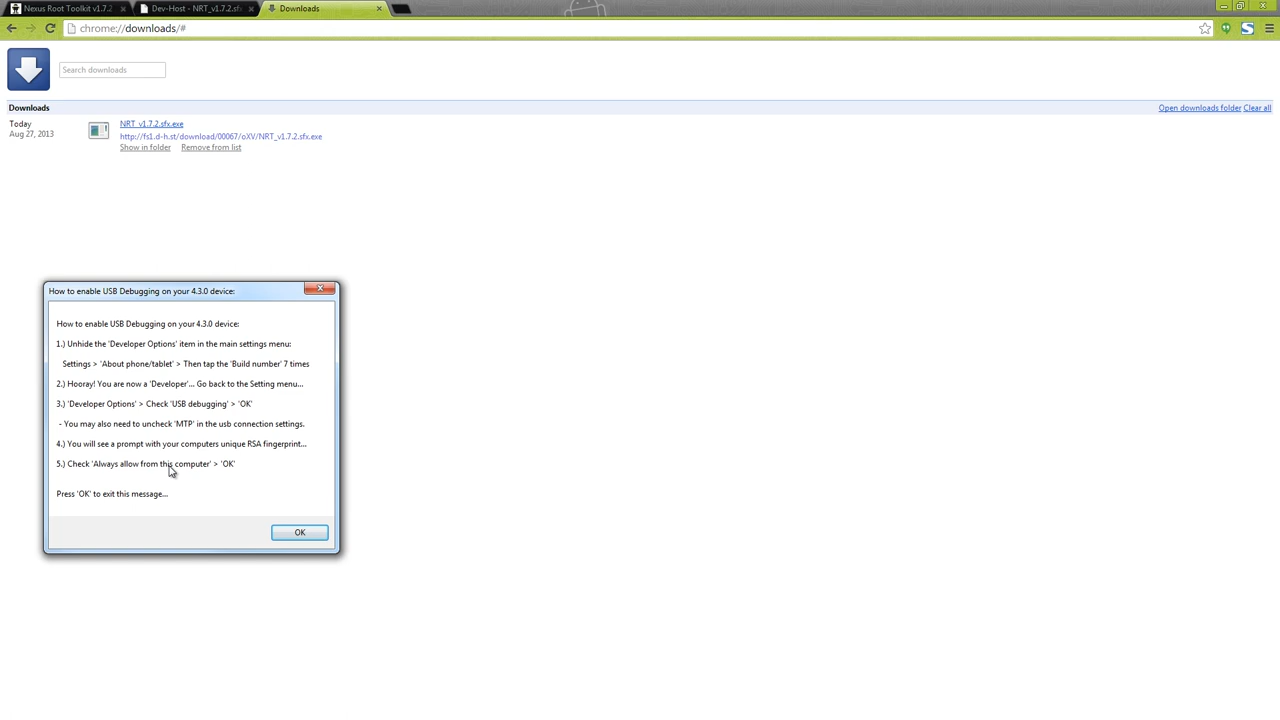 Nexus Root Toolkit v1.7.2
Dev-Host - NRT_v1.7.2.sfx
Downloads
chrome://downloads/#
Search downloads
Downloads
Open downloads folder Clear all
Today
Aug 27, 2013
NRT_v1.7.2.sfx.exe
http://fs1.d-h.st/download/00067/oXV/NRT_v1.7.2.sfx.exe
Show in folder Remove from list
How to enable USB Debugging on your 4.3.0 device:
How to enable USB Debugging on your 4.3.0 device:
1.) Unhide the 'Developer Options' item in the main settings menu:
Settings > 'About phone/tablet' > Then tap the 'Build number' 7 times
2.) Hooray! You are now a 'Developer'... Go back to the Setting menu...
3.) 'Developer Options' > Check 'USB debugging' > 'OK'
- You may also need to uncheck 'MTP' in the usb connection settings.
4.) You will see a prompt with your computers unique RSA fingerprint...
5.) Check 'Always allow from this computer' > 'OK'
Press 'OK' to exit this message...
OK